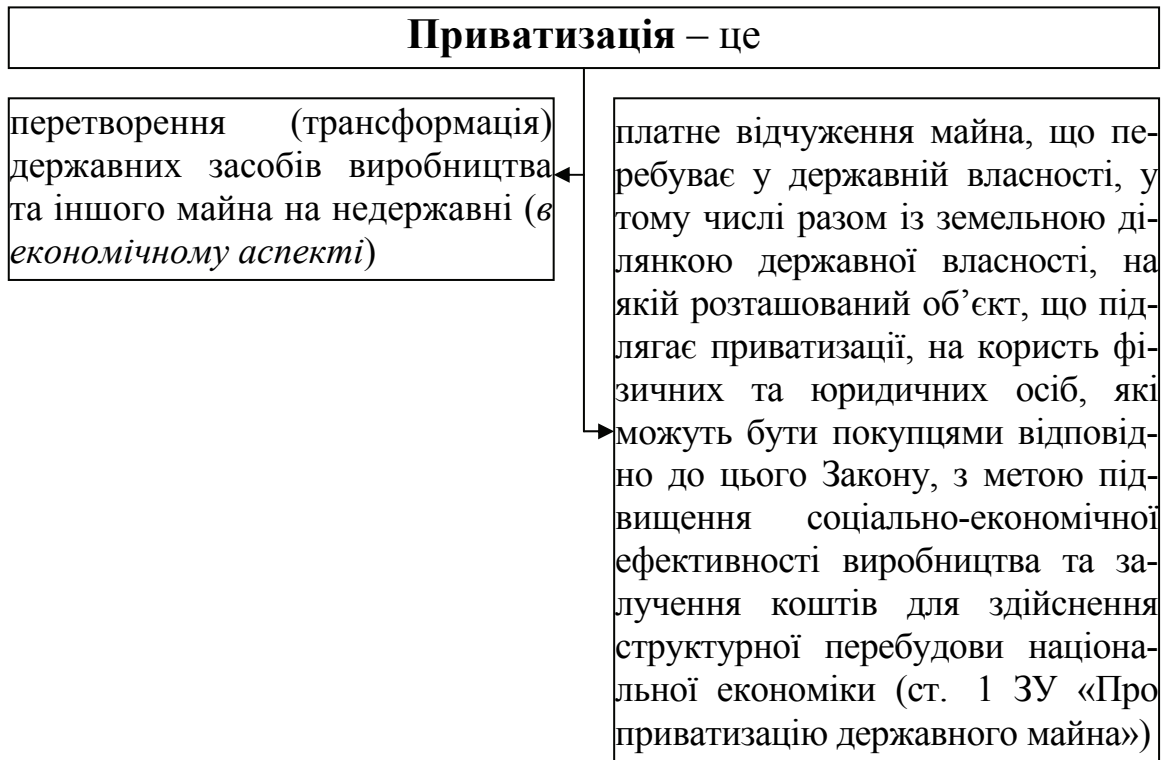 Приватизація – це
перетворення (трансформація)
державних засобів виробництва
та іншого майна на недержавні (в
економічному аспекті)
платне відчуження майна, що пе-
ребуває у державній власності, у
тому числі разом із земельною ді-
лянкою державної власності, на
якій розташований об’єкт, що під-
лягає приватизації, на користь фі-
зичних та юридичних осіб, які
можуть бути покупцями відповід-
но до цього Закону, з метою під-
вищення соціально-економічної
ефективності виробництва та за-
лучення коштів для здійснення
структурної перебудови націона-
льної економіки (ст. 1 ЗУ «Про
приватизацію державного майна»)